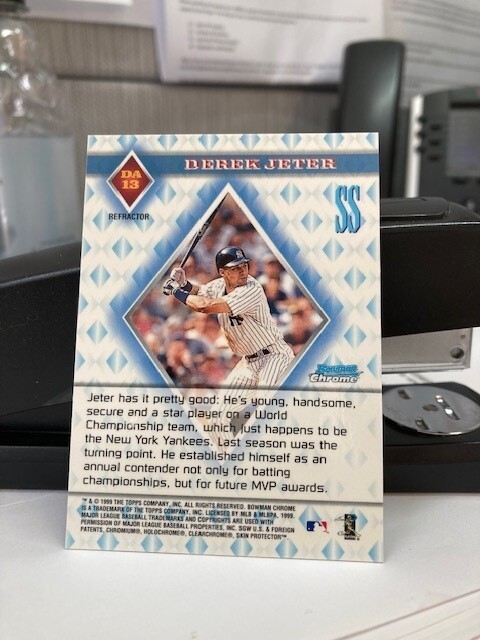 DEREK JETER
DA
13
REFRACTOR
SS
BOWMAN
Chrome
Jeter has it pretty good: He's young, handsome,
secure and a star player on a World
Championship team, which just happens to be
the New York Yankees. Last season was the
turning point. He established himself as an
annual contender not only for batting
championships, but for future MVP awards.
™ & © 1999 THE TOPPS COMPANY, INC. ALL RIGHTS RESERVED. BOWMAN CHROME
IS A TRADEMARK OF THE TOPPS COMPANY, INC. LICENSED BY MLB & MLBPA, 1999.
MAJOR LEAGUE BASEBALL TRADEMARKS AND COPYRIGHTS ARE USED WITH
PERMISSION OF MAJOR LEAGUE BASEBALL PROPERTIES, INC. SGW U.S. & FOREIGN
PATENTS, CHROMIUM®, HOLOCHROME®, CLEARCHROME®, SKIN PROTECTOR™.